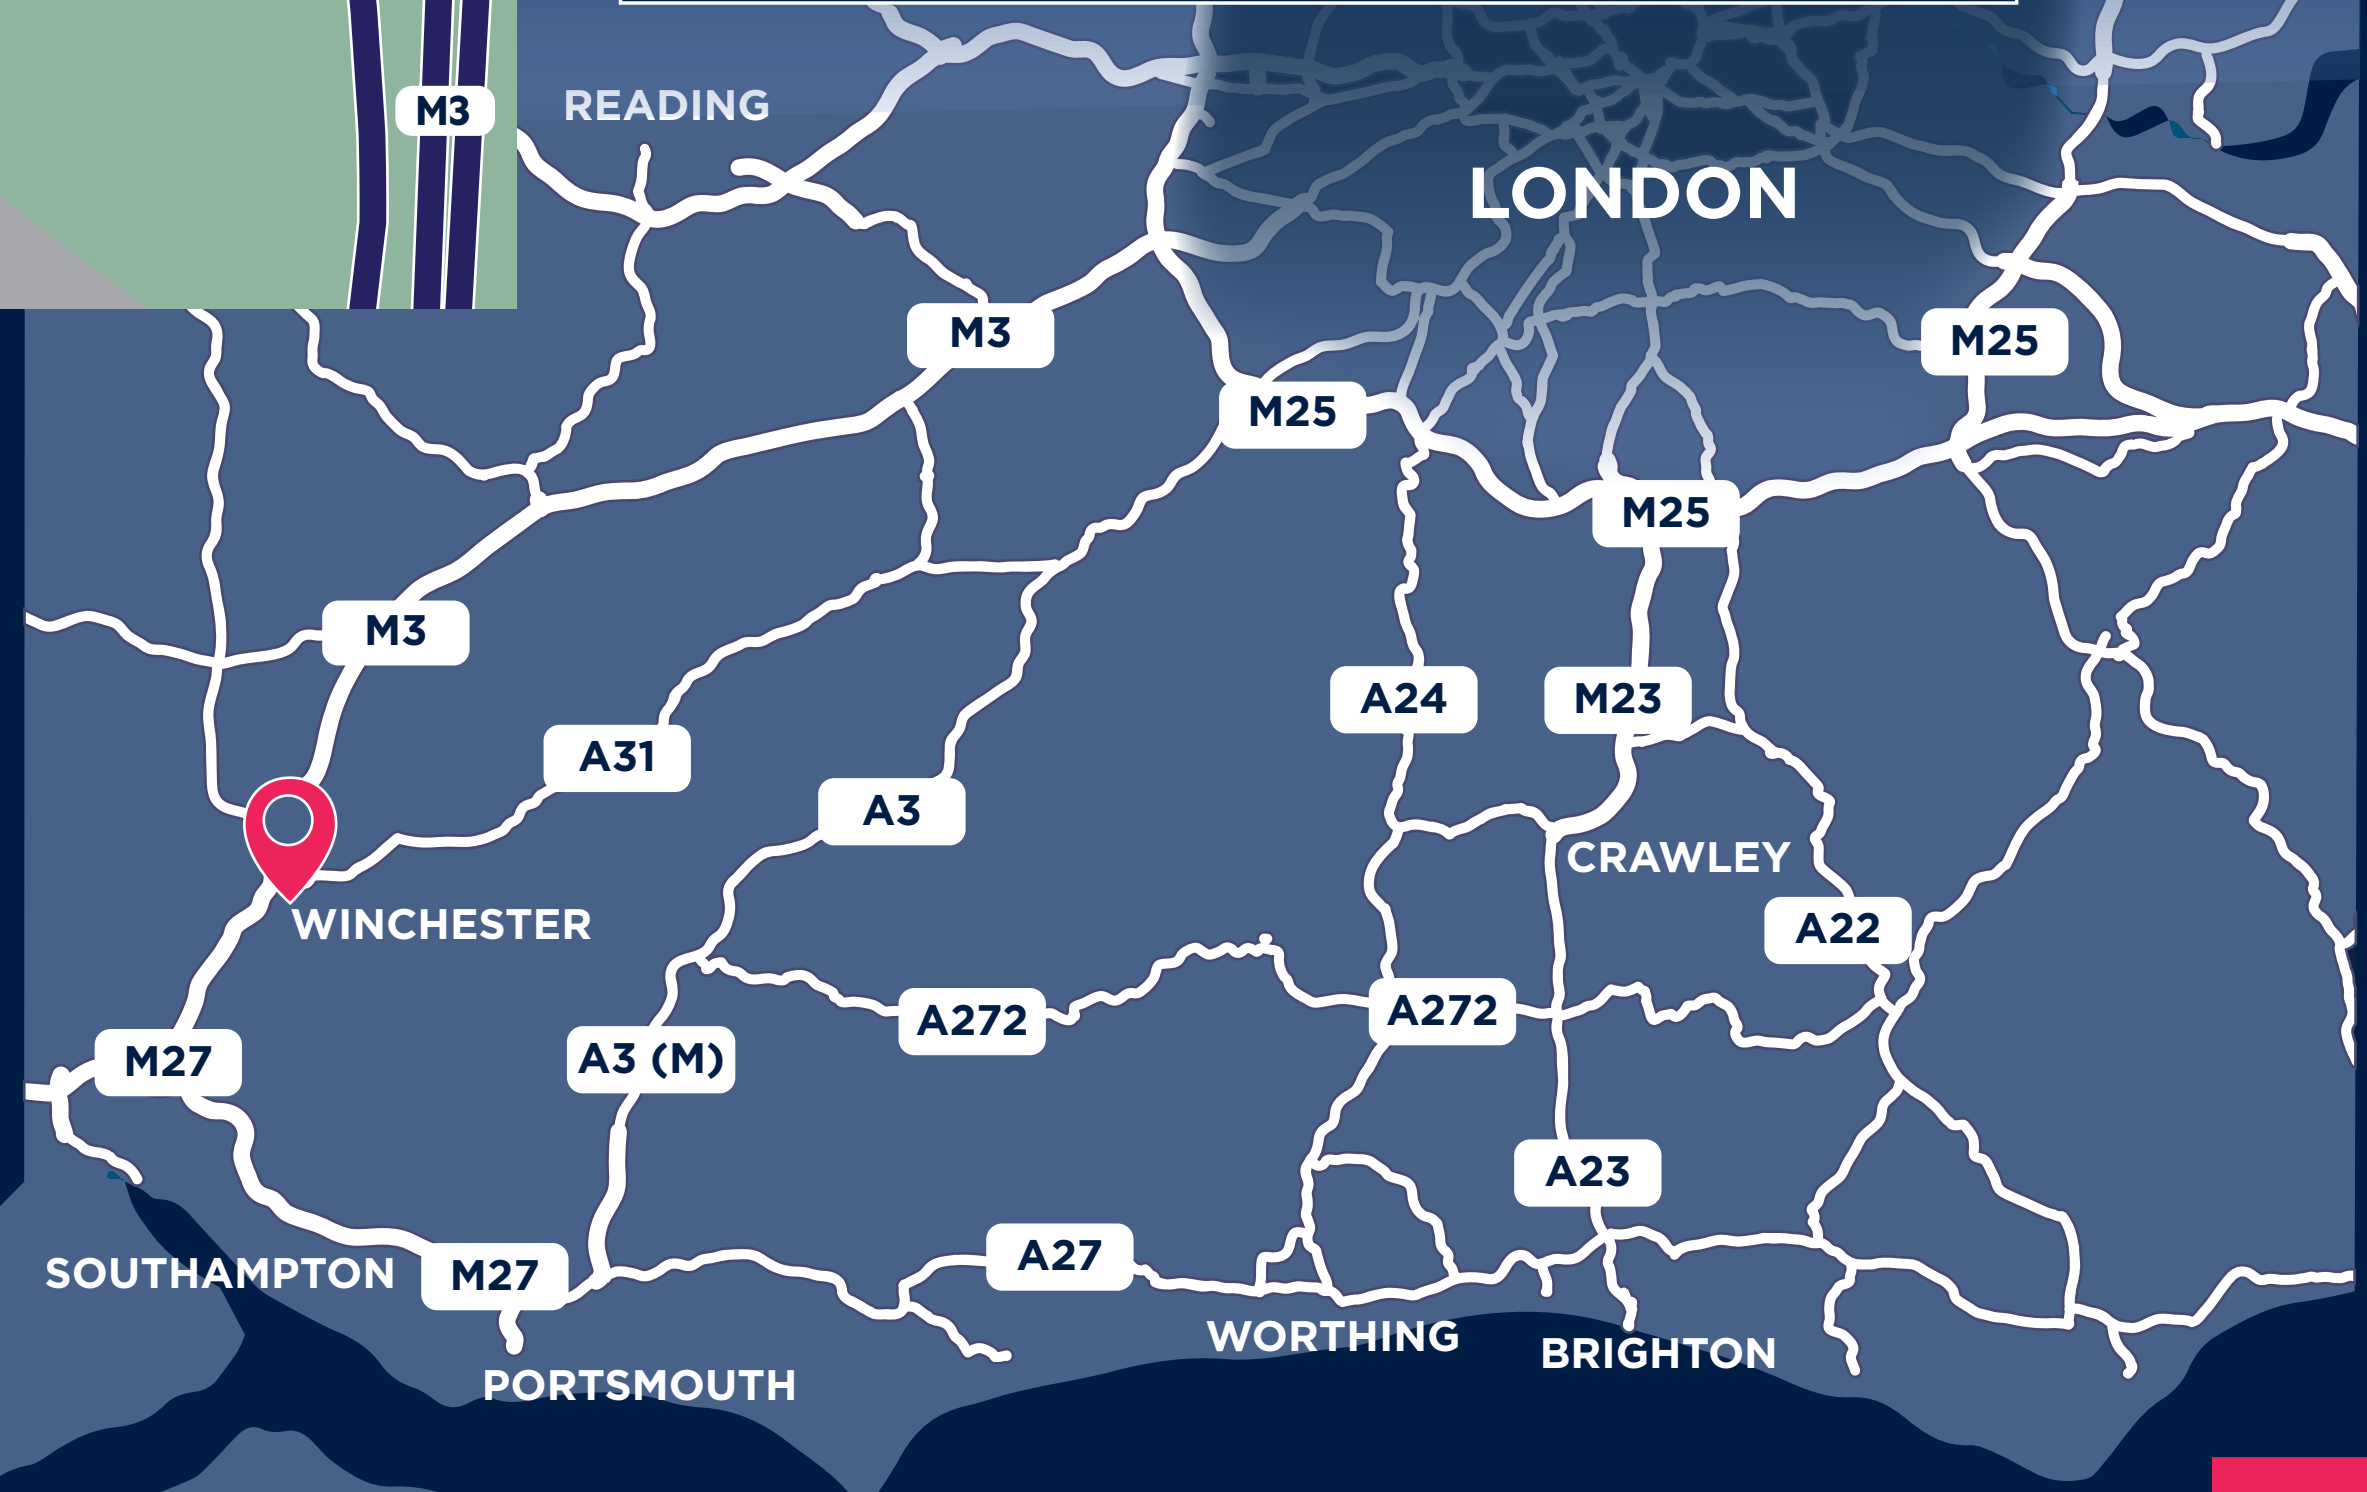 M3
READING
LONDON
M3
M25
M25
M25
M3
A24
M23
A31
A3
CRAWLEY
WINCHESTER
A22
A272
A272
M27
A3 (M)
A23
A27
SOUTHAMPTON
M27
WORTHING
BRIGHTON
PORTSMOUTH